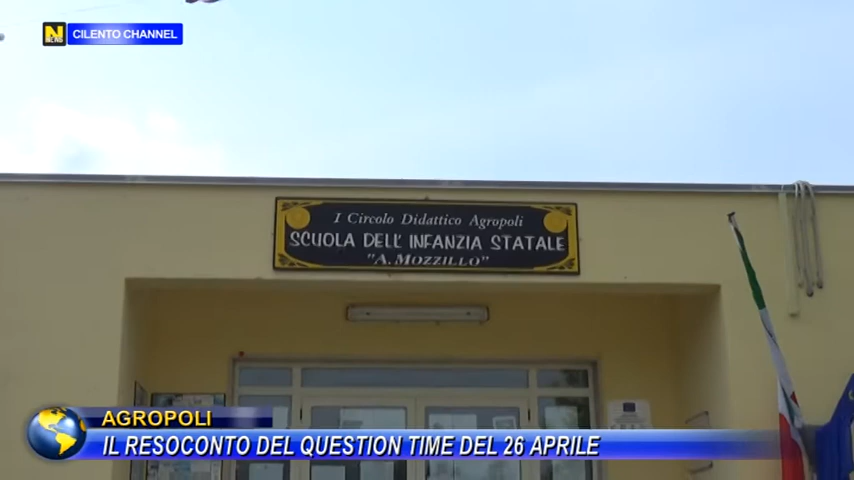 CILENTO CHANNEL
I Circolo Didattico Agropoli
SCUOLA DELL'INFANZIA STATALE
"A. MOZZILLO"
AGROPOLI
IL RESOCONTO DEL QUESTION TIME DEL 26 APRILE